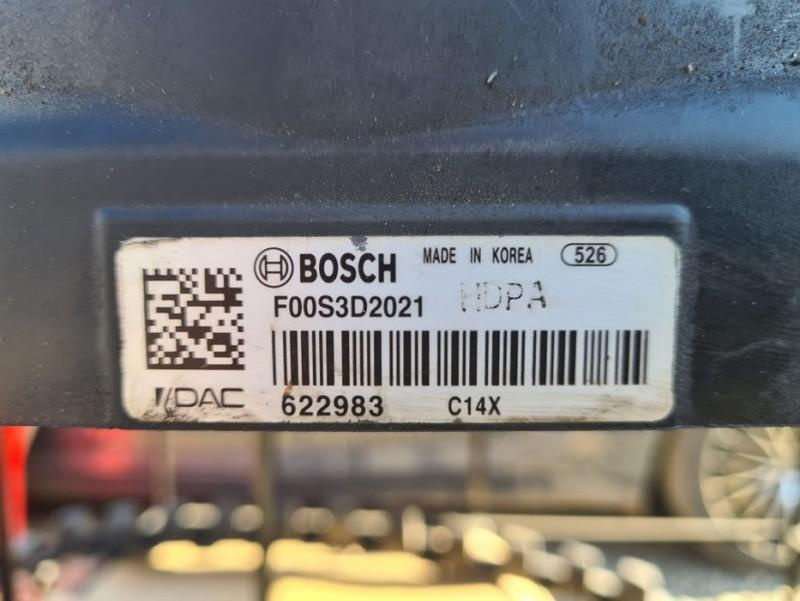 BOSCH MADE IN KOREA 526
F00S3D2021 HDPA
DAC 622983 C14X